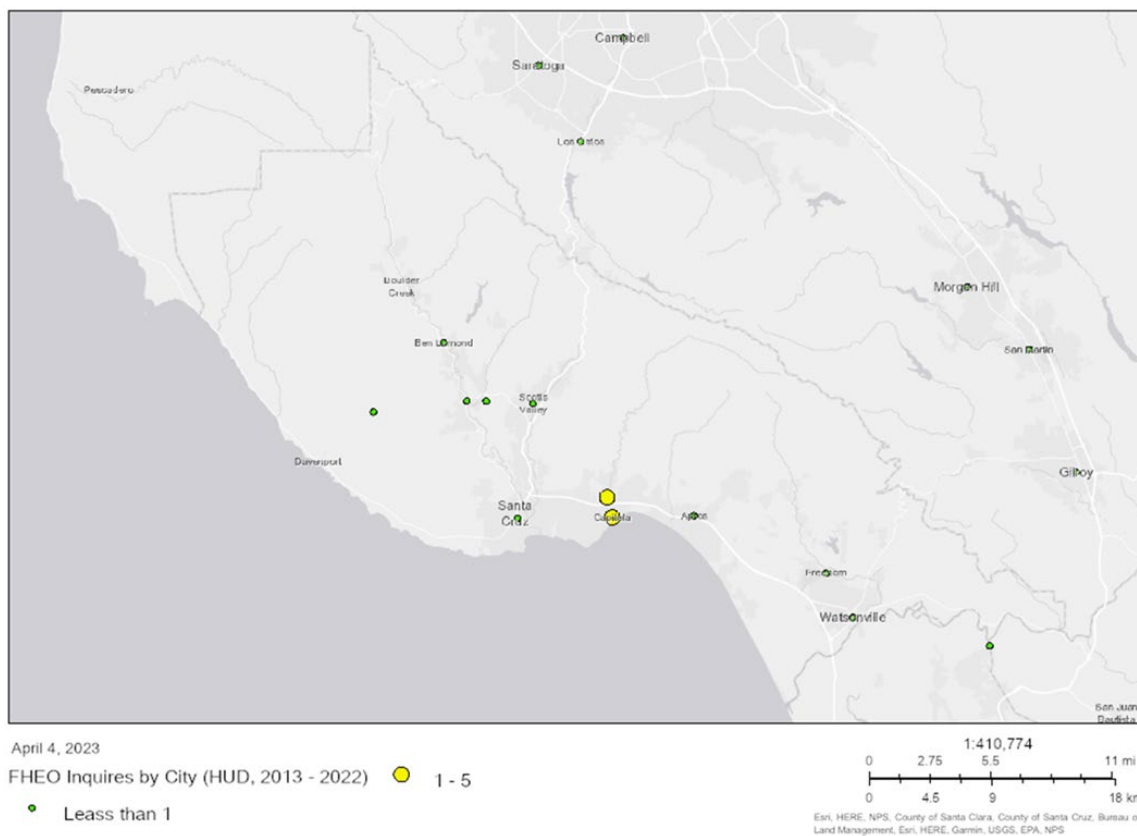 Campbell
Saratoga
Pescadero
Los Gatos
Boulder
Creek
Morgan Hill
Ben Lomond
San Martin
Scotts
Valley
Davenport
Gilroy
Santa
Cruz
Capitola
Aptos
Freedom
Watsonville
San Juan
Bautista
April 4, 2023
FHEO Inquires by City (HUD, 2013 - 2022)
1 - 5
Leass than 1
1:410,774
0 2.75 5.5 11 mi
0 4.5 9 18 km
Esri, HERE, NPS, County of Santa Clara, County of Santa Cruz, Bureau of
Land Management, Esri, HERE, Garmin, USGS, EPA, NPS